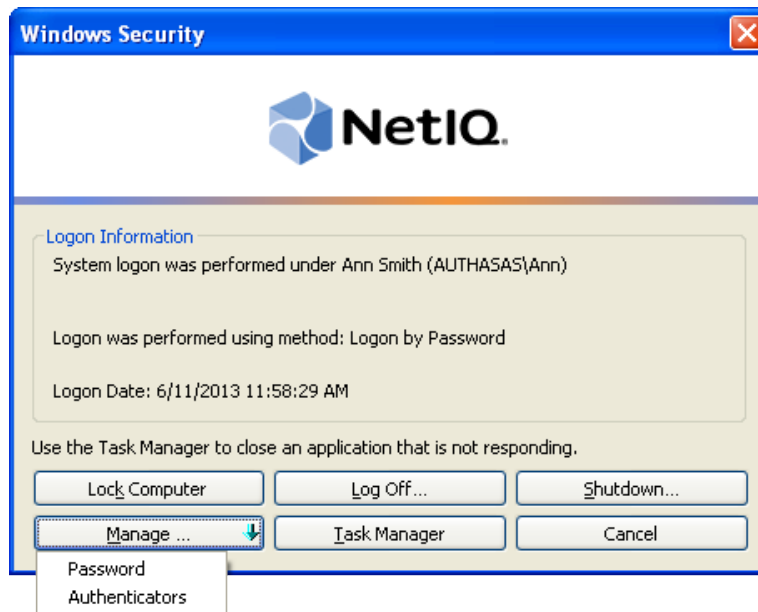 Windows Security
NetIQ.
Logon Information
System logon was performed under Ann Smith (AUTHASAS\Ann)
Logon was performed using method: Logon by Password
Logon Date: 6/11/2013 11:58:29 AM
Use the Task Manager to close an application that is not responding.
Lock Computer
Log Off...
Shutdown...
Manage ...
Task Manager
Cancel
Password
Authenticators